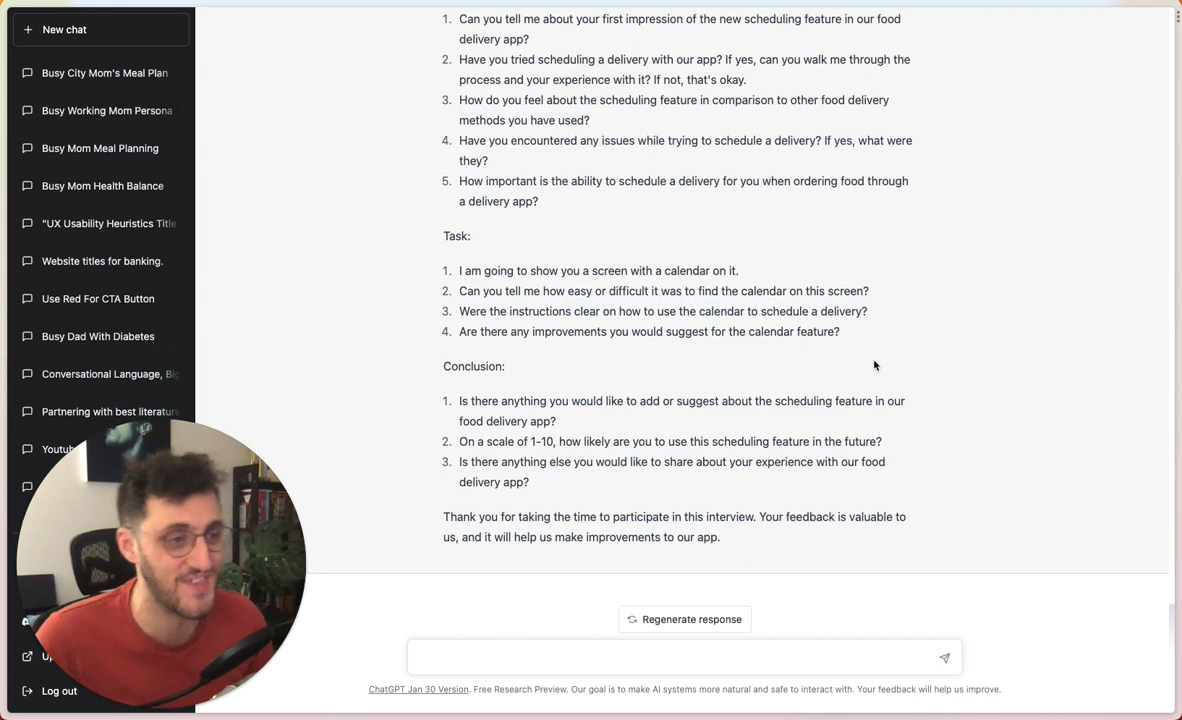 New chat
Busy City Mom's Meal Plan
Busy Working Mom Persona
Busy Mom Meal Planning
Busy Mom Health Balance
"UX Usability Heuristics Title
Website titles for banking.
Use Red For CTA Button
Busy Dad With Diabetes
Conversational Language, Big
Partnering with best literature
Log out
1. Can you tell me about your first impression of the new scheduling feature in our food
delivery app?
2. Have you tried scheduling a delivery with our app? If yes, can you walk me through the
process and your experience with it? If not, that's okay.
3. How do you feel about the scheduling feature in comparison to other food delivery
methods you have used?
4. Have you encountered any issues while trying to schedule a delivery? If yes, what were
they?
5. How important is the ability to schedule a delivery for you when ordering food through
a delivery app?
Task:
1. I am going to show you a screen with a calendar on it.
2. Can you tell me how easy or difficult it was to find the calendar on this screen?
3. Were the instructions clear on how to use the calendar to schedule a delivery?
4. Are there any improvements you would suggest for the calendar feature?
Conclusion:
1. Is there anything you would like to add or suggest about the scheduling feature in our
food delivery app?
2. On a scale of 1-10, how likely are you to use this scheduling feature in the future?
3. Is there anything else you would like to share about your experience with our food
delivery app?
Thank you for taking the time to participate in this interview. Your feedback is valuable to
us, and it will help us make improvements to our app.
Regenerate response
ChatGPT Jan 30 Version. Free Research Preview. Our goal is to make AI systems more natural and safe to interact with. Your feedback will help us improve.